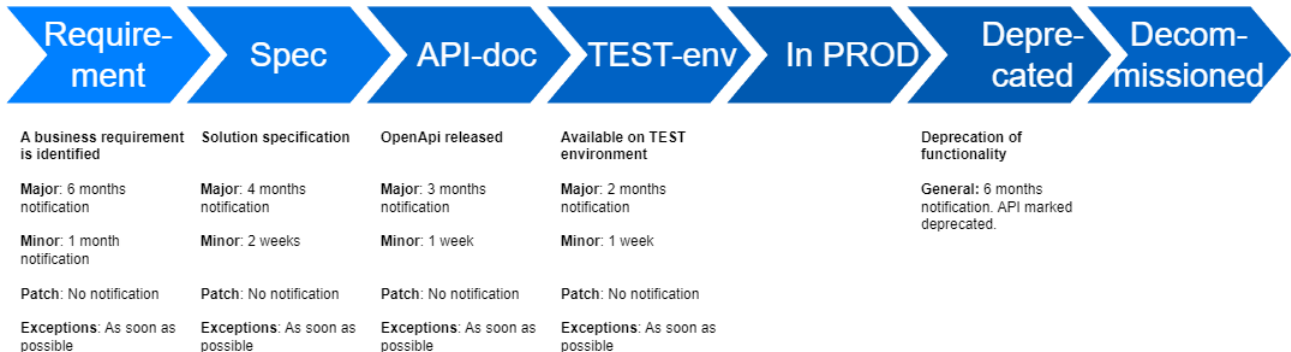 Require-
ment
Spec
API-doc
TEST-env
In PROD
Depre-
cated
Decom-
missioned
A business requirement
is identified
Major: 6 months
notification
Minor: 1 month
notification
Patch: No notification
Exceptions: As soon as
possible
Solution specification
Major: 4 months
notification
Minor: 2 weeks
Patch: No notification
Exceptions: As soon as
possible
OpenApi released
Major: 3 months
notification
Minor: 1 week
Patch: No notification
Exceptions: As soon as
possible
Available on TEST
environment
Major: 2 months
notification
Minor: 1 week
Patch: No notification
Exceptions: As soon as
possible
Deprecation of
functionality
General: 6 months
notification. API marked
deprecated.